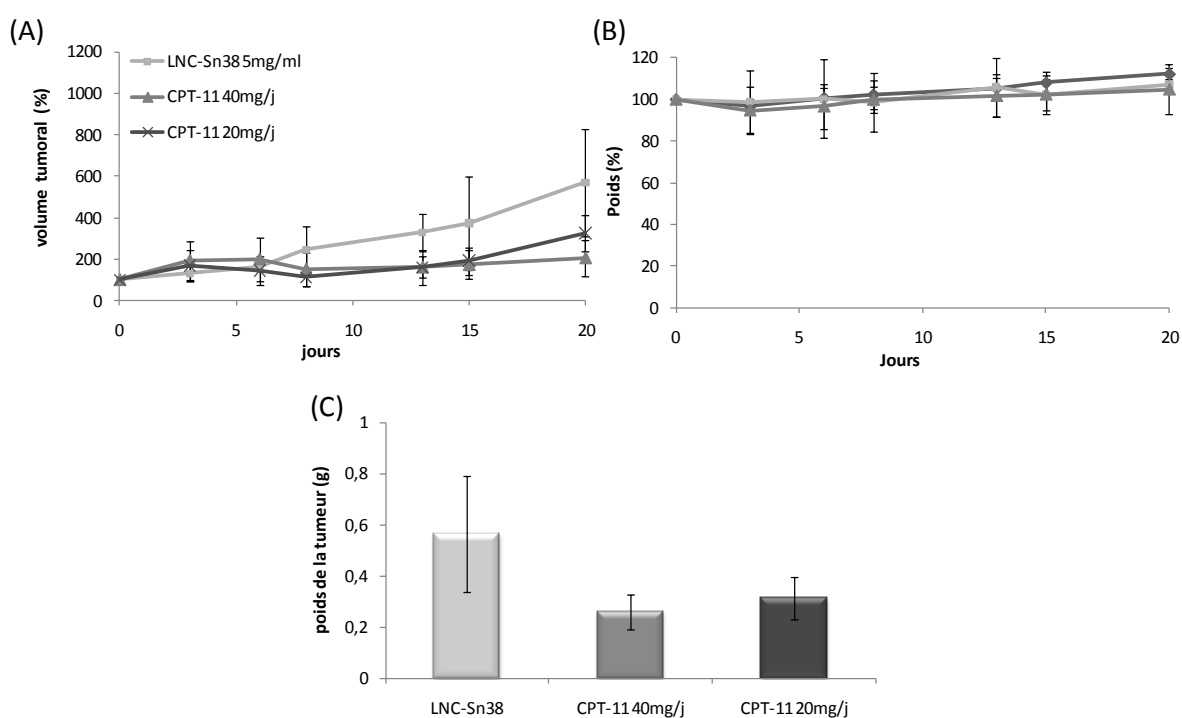 (A)
1200
1000
800
600
400
200
0
volume tumoral (%)
LNC-Sn38 5mg/ml
CPT-11 40mg/j
CPT-11 20mg/j
0 5 10 15 20
jours
(B)
120
100
80
60
40
20
0
Poids (%)
0 5 10 15 20
Jours
(C)
1
0,8
0,6
0,4
0,2
0
poids de la tumeur (g)
LNC-Sn38 CPT-11 40mg/j CPT-11 20mg/j